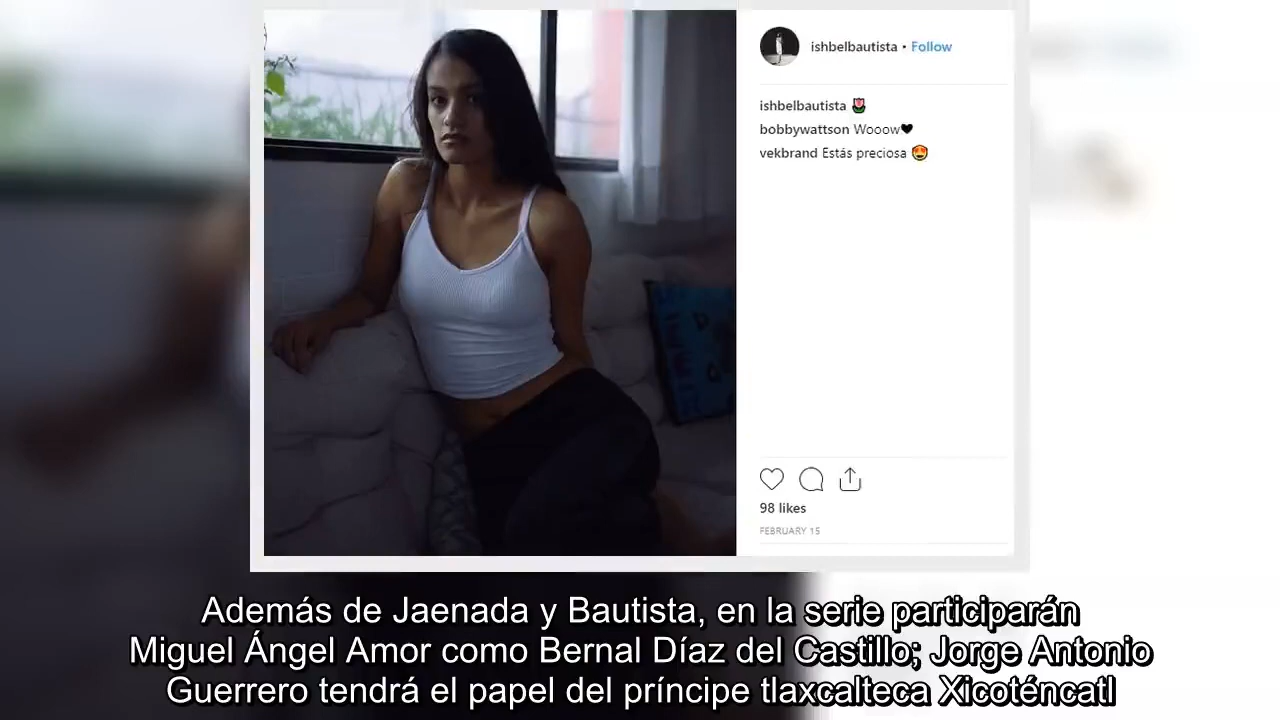 ishbelbautista • Follow
ishbelbautista 🌷
bobbywattson Wooow🖤
vekbrand Estás preciosa 😍
98 likes
FEBRUARY 15
Además de Jaenada y Bautista, en la serie participarán
Miguel Ángel Amor como Bernal Díaz del Castillo; Jorge Antonio
Guerrero tendrá el papel del príncipe tlaxcalteca Xicoténcatl